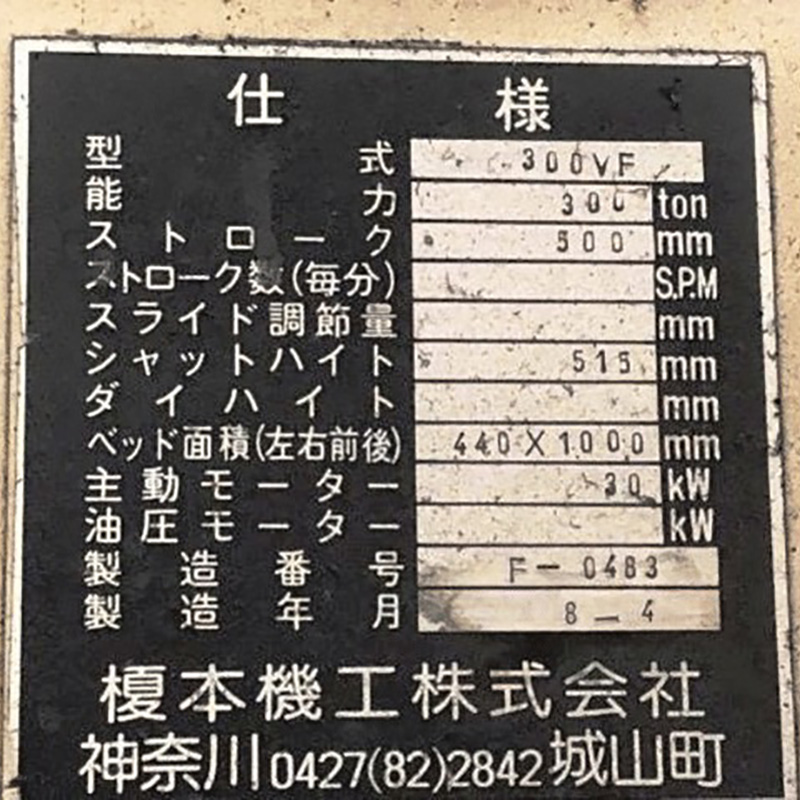 仕様
型式 300VF
能力 300 ton
ストローク 500 mm
ストローク数(毎分) S.P.M
スライド調節量 mm
シャットハイト 515 mm
ダイハイト mm
ベッド面積(左右前後) 440X1000 mm
主動モーター 30 kW
油圧モーター kW
製造番号 F-0483
製造年月 8-4
榎本機工株式会社
神奈川0427(82)2842城山町